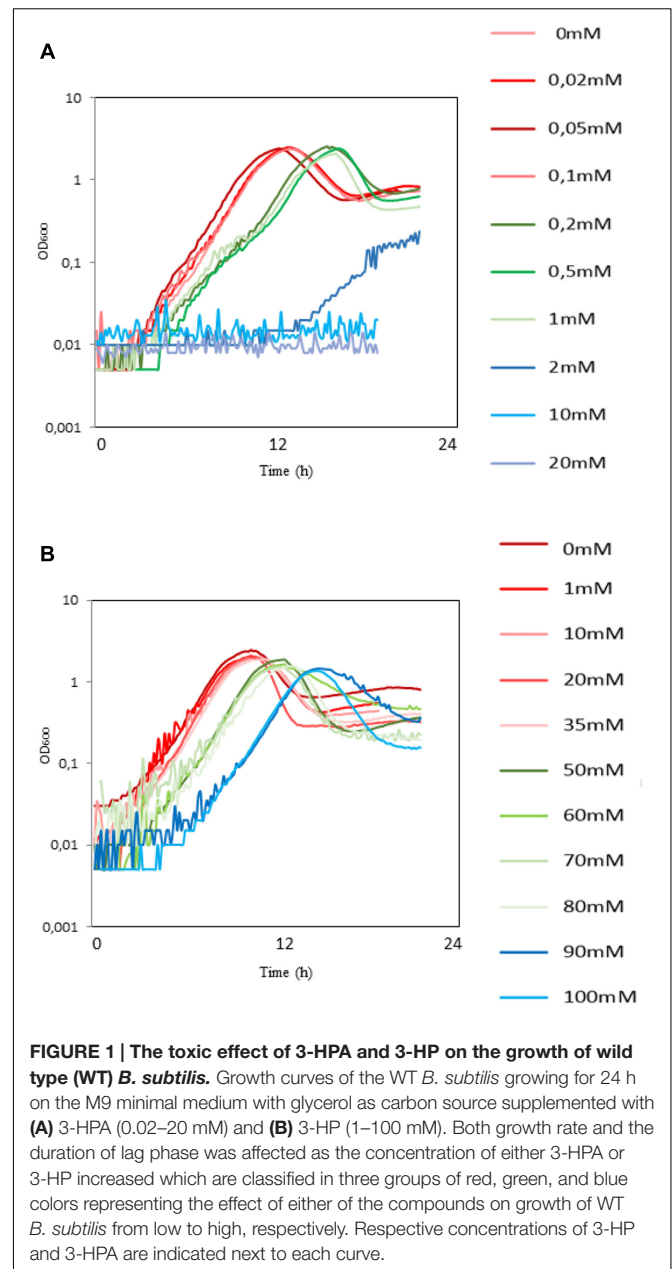 A
OD600
10
1
0,1
0,01
0,001
0
12
24
Time (h)
0mM
0,02mM
0,05mM
0,1mM
0,2mM
0,5mM
1mM
2mM
10mM
20mM
B
OD600
10
1
0,1
0,01
0,001
0
12
24
Time (h)
0mM
1mM
10mM
20mM
35mM
50mM
60mM
70mM
80mM
90mM
100mM
FIGURE 1 | The toxic effect of 3-HPA and 3-HP on the growth of wild
type (WT) B. subtilis. Growth curves of the WT B. subtilis growing for 24 h
on the M9 minimal medium with glycerol as carbon source supplemented with
(A) 3-HPA (0.02–20 mM) and (B) 3-HP (1–100 mM). Both growth rate and the
duration of lag phase was affected as the concentration of either 3-HPA or
3-HP increased which are classified in three groups of red, green, and blue
colors representing the effect of either of the compounds on growth of WT
B. subtilis from low to high, respectively. Respective concentrations of 3-HP
and 3-HPA are indicated next to each curve.